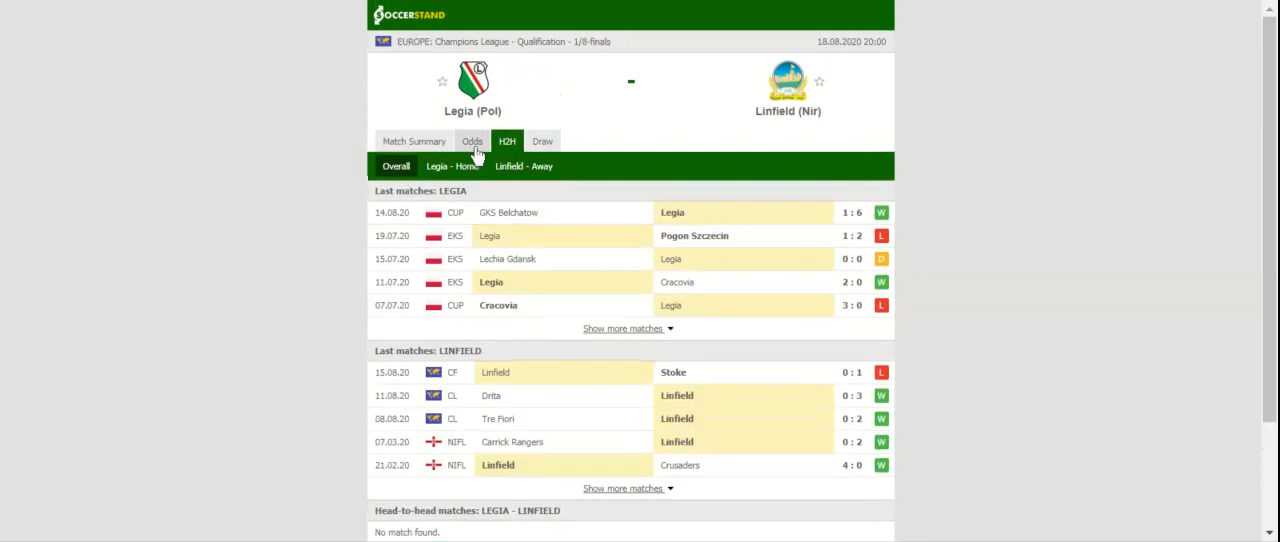 SOCCERSTAND
EUROPE: Champions League - Qualification - 1/8-finals 18.08.2020 20:00
Legia (Pol) - Linfield (Nir)
Match Summary Odds H2H Draw
Overall Legia - Home Linfield - Away
Last matches: LEGIA
14.08.20 CUP GKS Belchatow Legia 1 : 6 W
19.07.20 EKS Legia Pogon Szczecin 1 : 2 L
15.07.20 EKS Lechia Gdansk Legia 0 : 0 D
11.07.20 EKS Legia Cracovia 2 : 0 W
07.07.20 CUP Cracovia Legia 3 : 0 L
Show more matches
Last matches: LINFIELD
15.08.20 CF Linfield Stoke 0 : 1 L
11.08.20 CL Drita Linfield 0 : 3 W
08.08.20 CL Tre Fiori Linfield 0 : 2 W
07.03.20 NIFL Carrick Rangers Linfield 0 : 2 W
21.02.20 NIFL Linfield Crusaders 4 : 0 W
Show more matches
Head-to-head matches: LEGIA - LINFIELD
No match found.